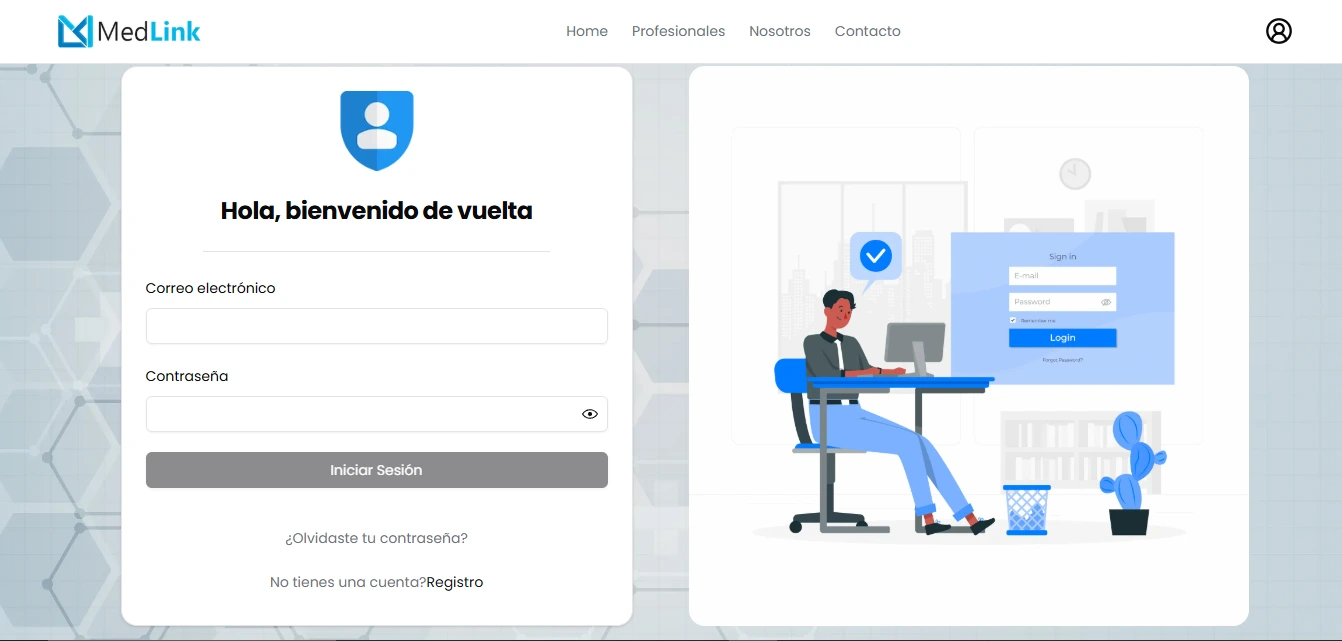 MedLink
Home Profesionales Nosotros Contacto
Hola, bienvenido de vuelta
Correo electrónico
Contraseña
Iniciar Sesión
¿Olvidaste tu contraseña?
No tienes una cuenta?Registro
Sign in
E-mail
Password
Remember me
Login
Forgot Password?